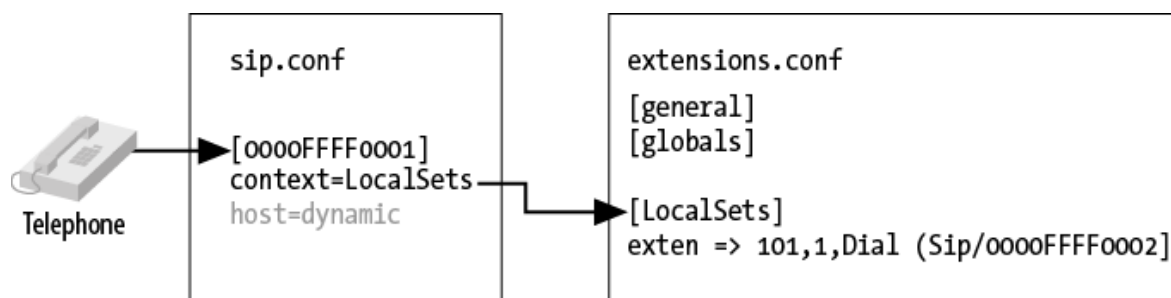 sip.conf
[0000FFFF0001]
context=LocalSets
host=dynamic
Telephone
extensions.conf
[general]
[globals]
[LocalSets]
exten => 101,1,Dial (Sip/0000FFFF0002]